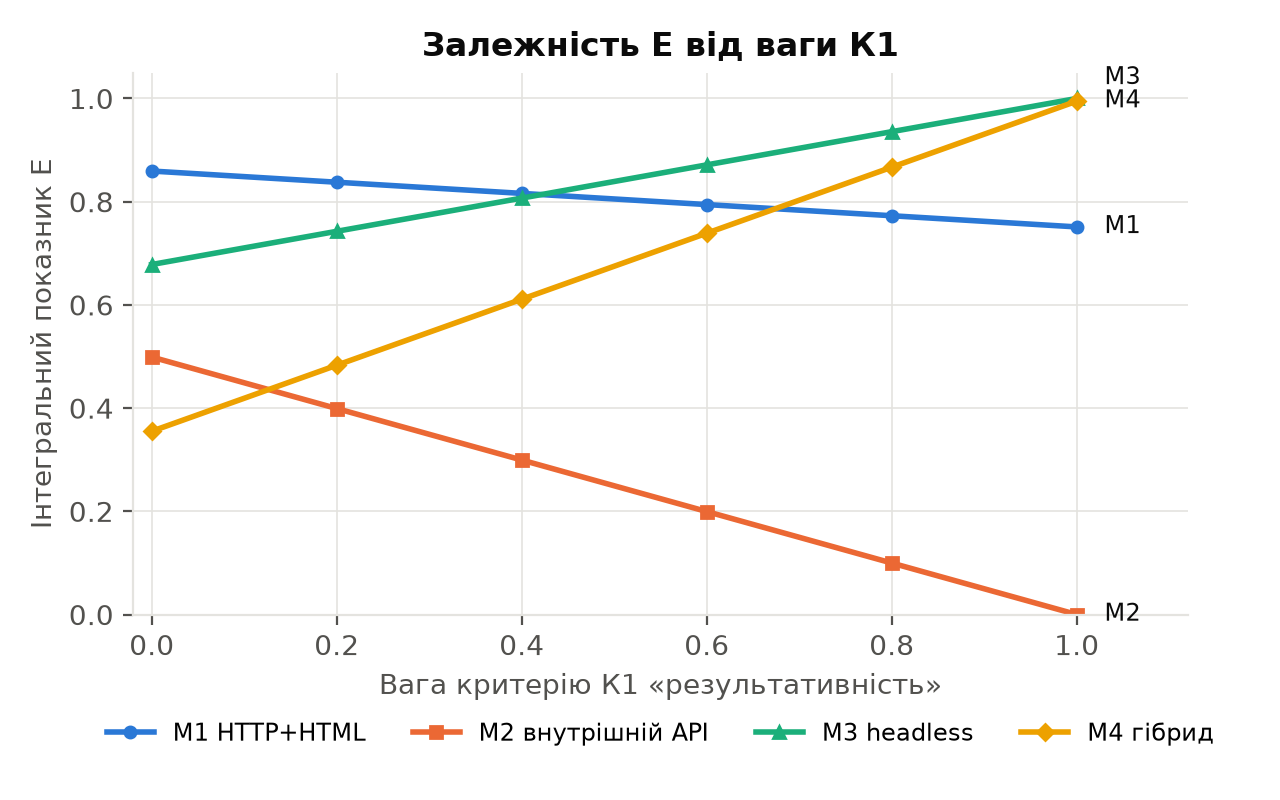 Залежність E від ваги K1
Інтегральний показник E
1.0
0.8
0.6
0.4
0.2
0.0
M3
M4
M1
M2
0.0 0.2 0.4 0.6 0.8 1.0
Вага критерію K1 «результативність»
M1 HTTP+HTML M2 внутрішній API M3 headless M4 гібрид